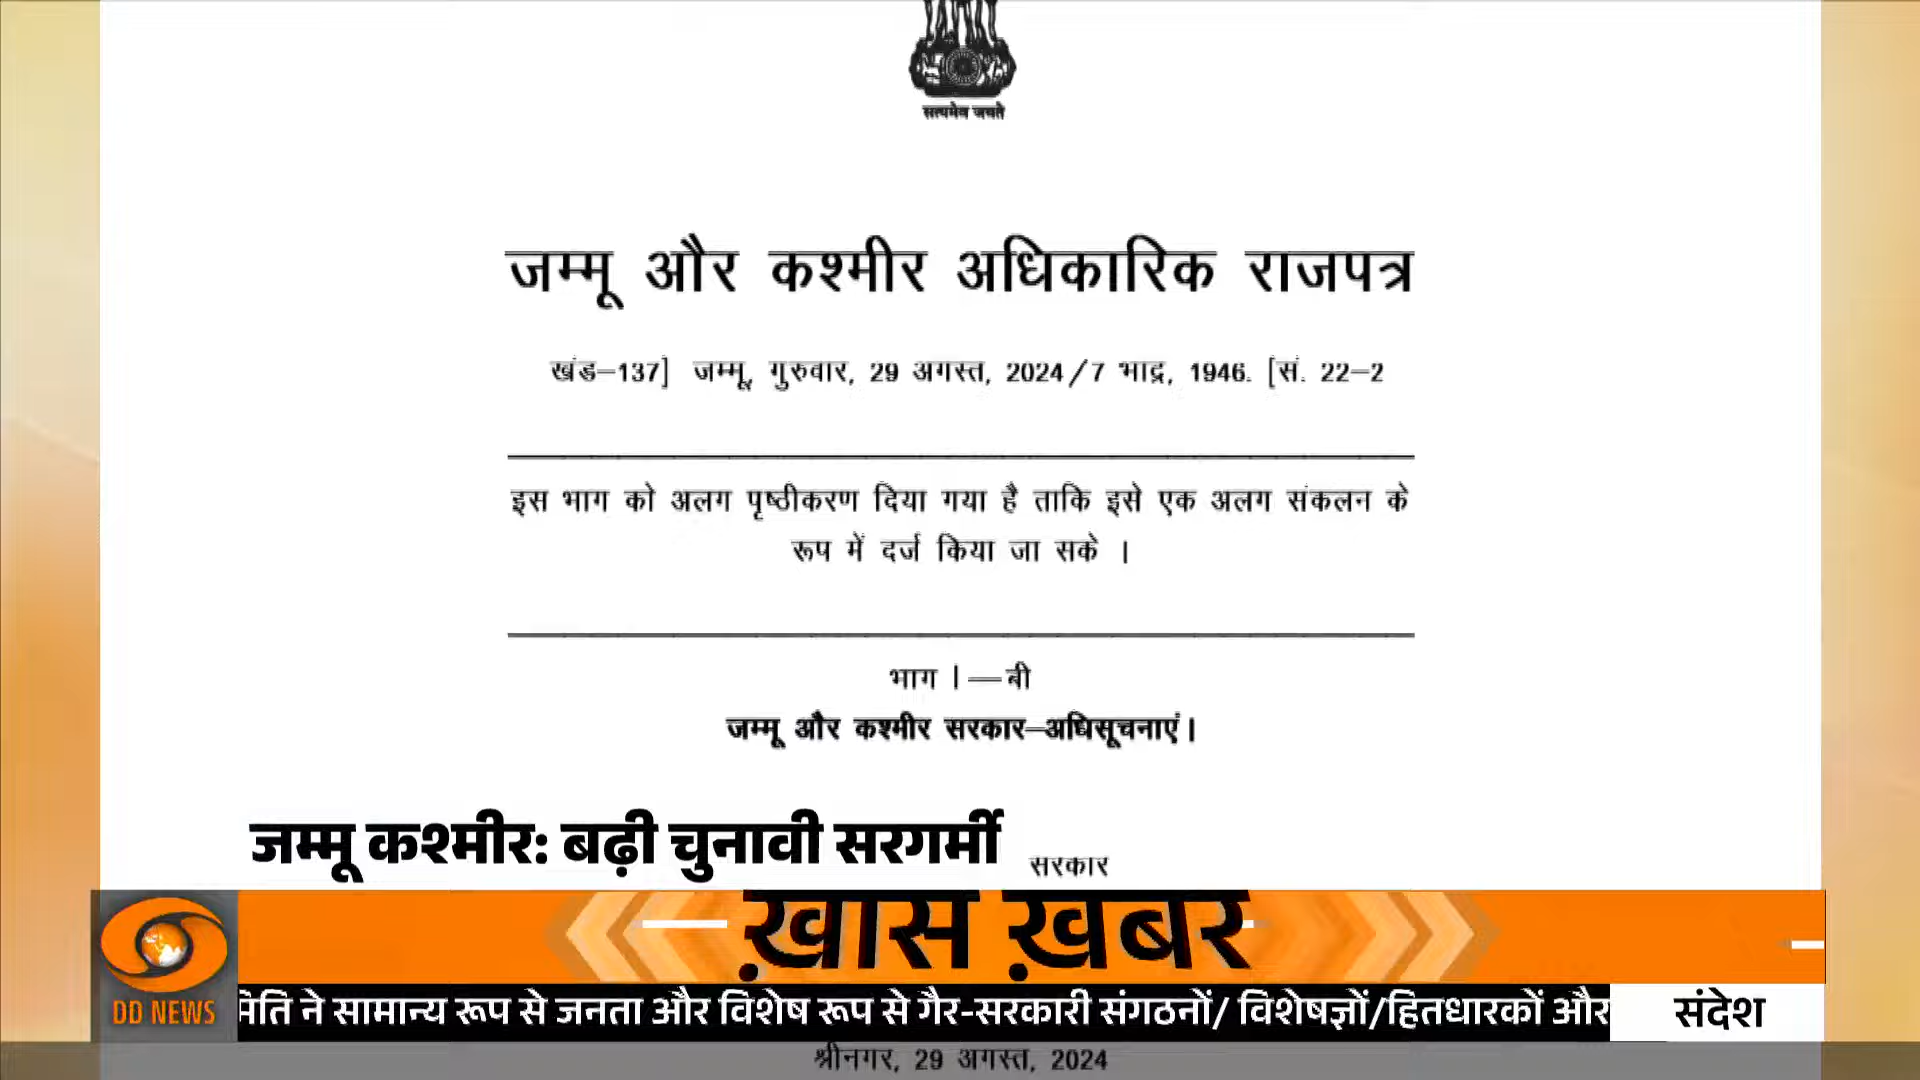 सत्यमेव जयते
जम्मू और कश्मीर अधिकारिक राजपत्र
खंड–137] जम्मू, गुरुवार, 29 अगस्त, 2024/7 भाद्र, 1946. [सं. 22–2
इस भाग को अलग पृष्ठीकरण दिया गया है ताकि इसे एक अलग संकलन के
रूप में दर्ज किया जा सके ।
भाग I—बी
जम्मू और कश्मीर सरकार–अधिसूचनाएं।
जम्मू कश्मीर: बढ़ी चुनावी सरगर्मी
सरकार
ख़ास ख़बर
DD NEWS
मिति ने सामान्य रूप से जनता और विशेष रूप से गैर-सरकारी संगठनों/ विशेषज्ञों/हितधारकों और
संदेश
श्रीनगर, 29 अगस्त, 2024